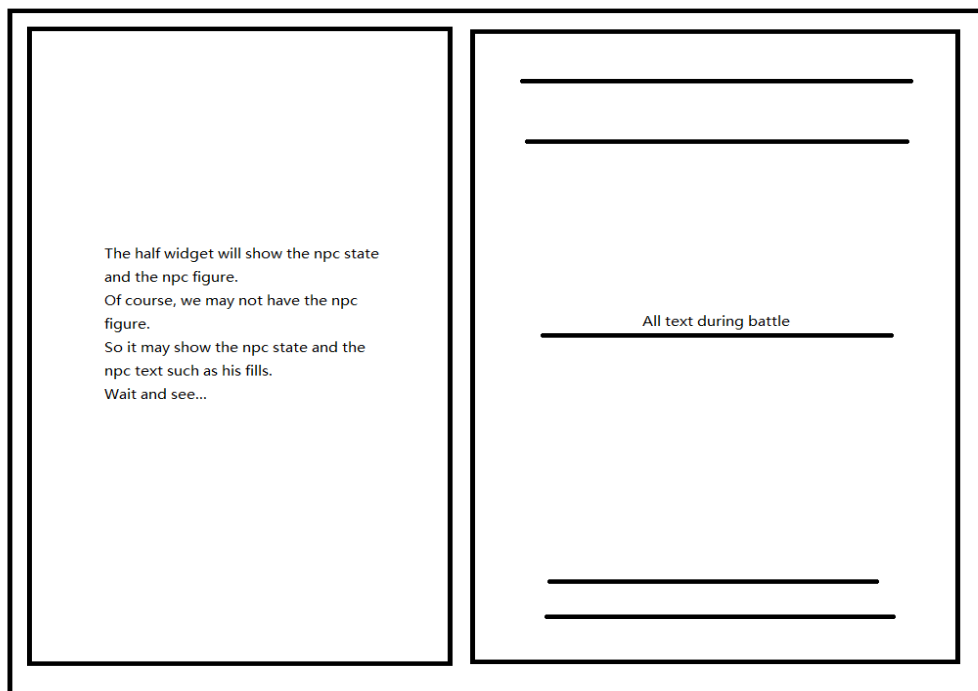 The half widget will show the npc state
and the npc figure.
Of course, we may not have the npc
figure.
So it may show the npc state and the
npc text such as his fills.
Wait and see...
All text during battle